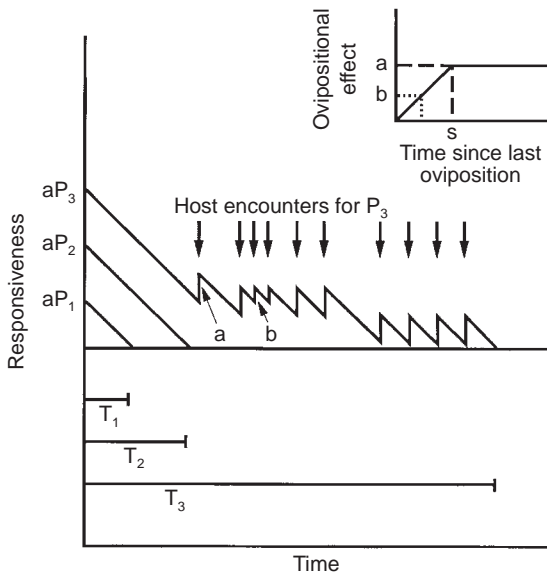 Ovipositional
effect
a
b
s
Time since last
oviposition
Host encounters for P₃
aP₃
aP₂
aP₁
Responsiveness
a
b
T₁
T₂
T₃
Time